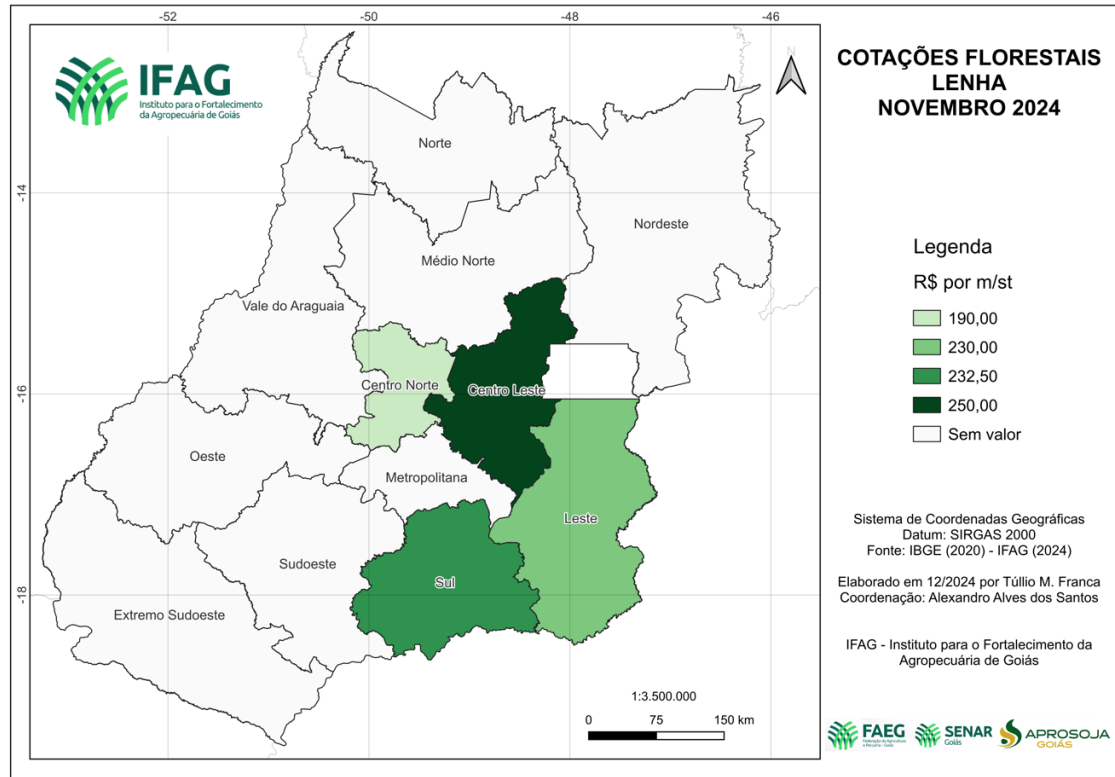 -52
-50
-48
-46
-14
-16
-18
IFAG
Instituto para o Fortalecimento
da Agropecuária de Goiás
N
Norte
Nordeste
Médio Norte
Vale do Araguaia
Centro Norte
Centro Leste
Oeste
Metropolitana
Leste
Sudoeste
Sul
Extremo Sudoeste
1:3.500.000
0 75 150 km
COTAÇÕES FLORESTAIS
LENHA
NOVEMBRO 2024
Legenda
R$ por m/st
190,00
230,00
232,50
250,00
Sem valor
Sistema de Coordenadas Geográficas
Datum: SIRGAS 2000
Fonte: IBGE (2020) - IFAG (2024)
Elaborado em 12/2024 por Túllio M. Franca
Coordenação: Alexandro Alves dos Santos
IFAG - Instituto para o Fortalecimento da
Agropecuária de Goiás
FAEG
SENAR
Goiás
APROSOJA
GOIÁS